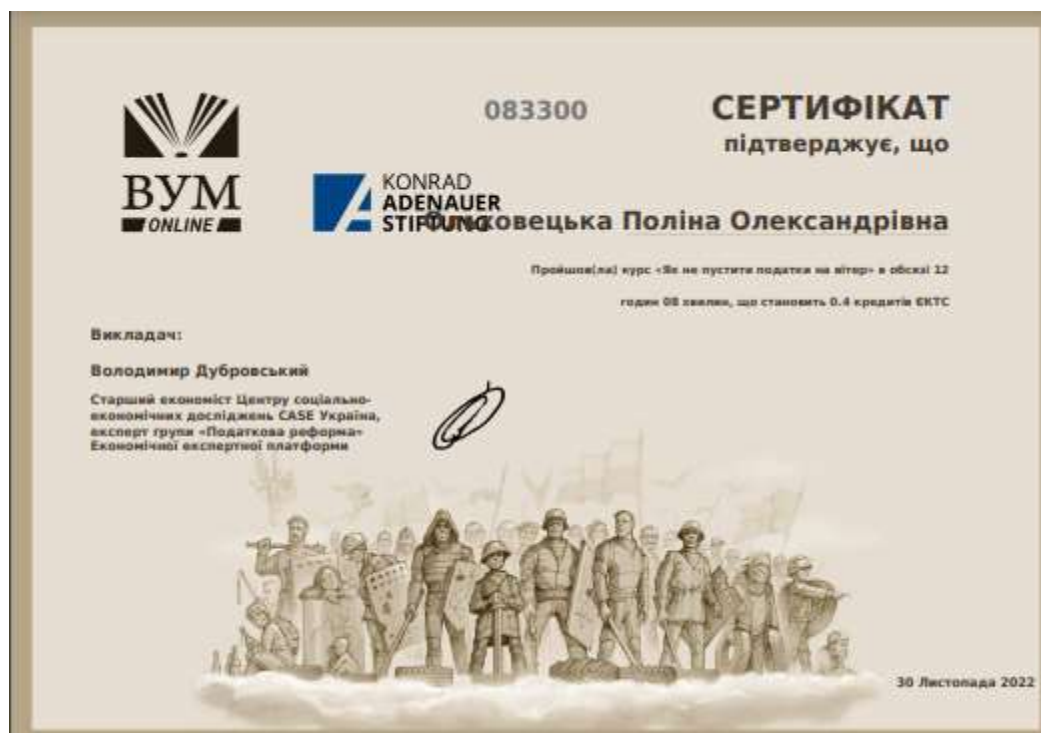 ВУМ
ONLINE
KONRAD
ADENAUER
STIFTUNG
083300
СЕРТИФІКАТ
підтверджує, що
Поліна Олександрівна
Пройшов(ла) курс «Як не пустити податки на вітер» в обсязі 12
годин 08 хвилин, що становить 0.4 кредитів ЄКТС
Викладач:
Володимир Дубровський
Старший економіст Центру соціально-
економічних досліджень CASE Україна,
експерт групи «Податкова реформа»
Економічної експертної платформи
30 Листопада 2022